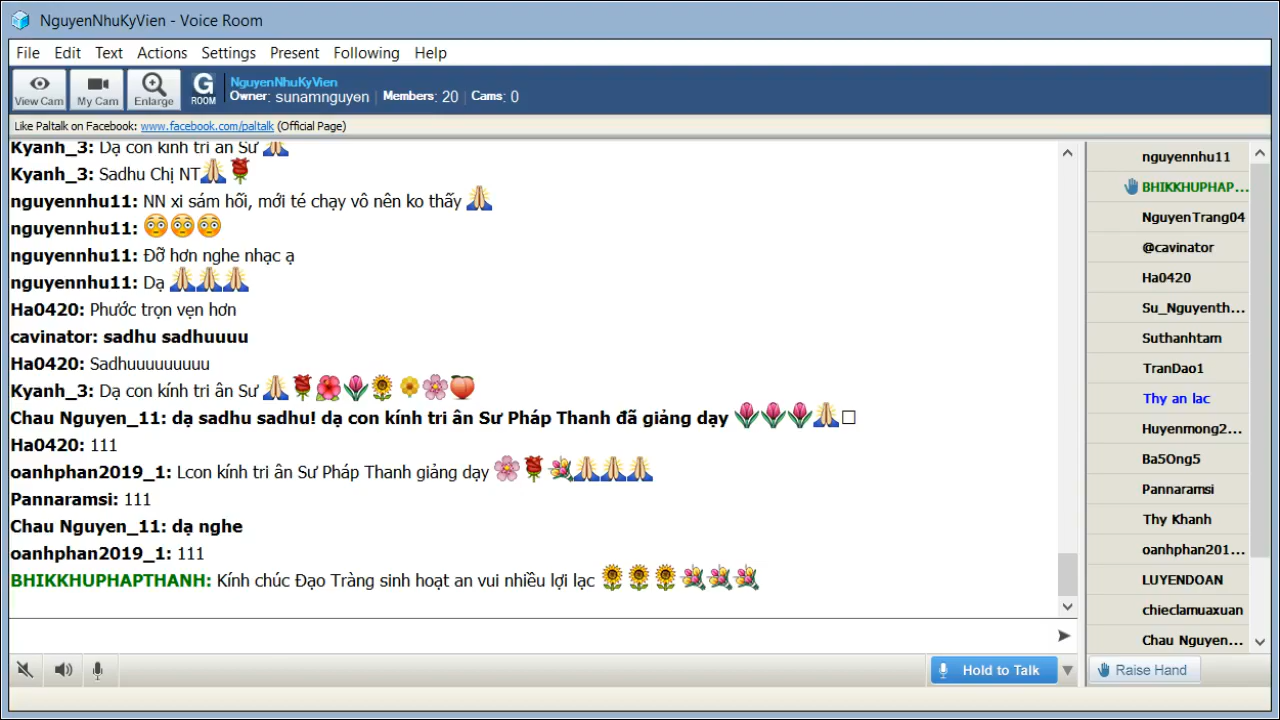 NguyenNhuKyVien - Voice Room
File Edit Text Actions Settings Present Following Help
View Cam My Cam Enlarge G ROOM
NguyenNhuKyVien
Owner: sunamnguyen | Members: 20 | Cams: 0
Like Paltalk on Facebook: www.facebook.com/paltalk (Official Page)
Kyanh_3: Dạ con kính tri ân Sư 🙏
Kyanh_3: Sadhu Chị NT🙏🌹
nguyennhu11: NN xi sám hối, mới té chạy vô nên ko thấy 🙏
nguyennhu11: 😳😳😳
nguyennhu11: Đỡ hơn nghe nhạc ạ
nguyennhu11: Dạ 🙏🙏🙏
Ha0420: Phước trọn vẹn hơn
cavinator: sadhu sadhuuuu
Ha0420: Sadhuuuuuuuuu
Kyanh_3: Dạ con kính tri ân Sư 🙏🌹🌺🌷🌻🌼🌸🍑
Chau Nguyen_11: dạ sadhu sadhu! dạ con kính tri ân Sư Pháp Thanh đã giảng dạy 🌷🌷🌷🙏□
Ha0420: 111
oanhphan2019_1: Lcon kính tri ân Sư Pháp Thanh giảng dạy 🌸🌹💐🙏🙏🙏
Pannaramsi: 111
Chau Nguyen_11: dạ nghe
oanhphan2019_1: 111
BHIKKHUPHAPTHANH: Kính chúc Đạo Tràng sinh hoạt an vui nhiều lợi lạc 🌻🌻🌻💐💐💐
Hold to Talk
nguyennhu11
BHIKKHUPHAP...
NguyenTrang04
@cavinator
Ha0420
Su_Nguyenth...
Suthanhtam
TranDao1
Thy an lac
Huyenmong2...
Ba5Ong5
Pannaramsi
Thy Khanh
oanhphan201...
LUYENDOAN
chieclamuaxuan
Chau Nguyen...
Raise Hand